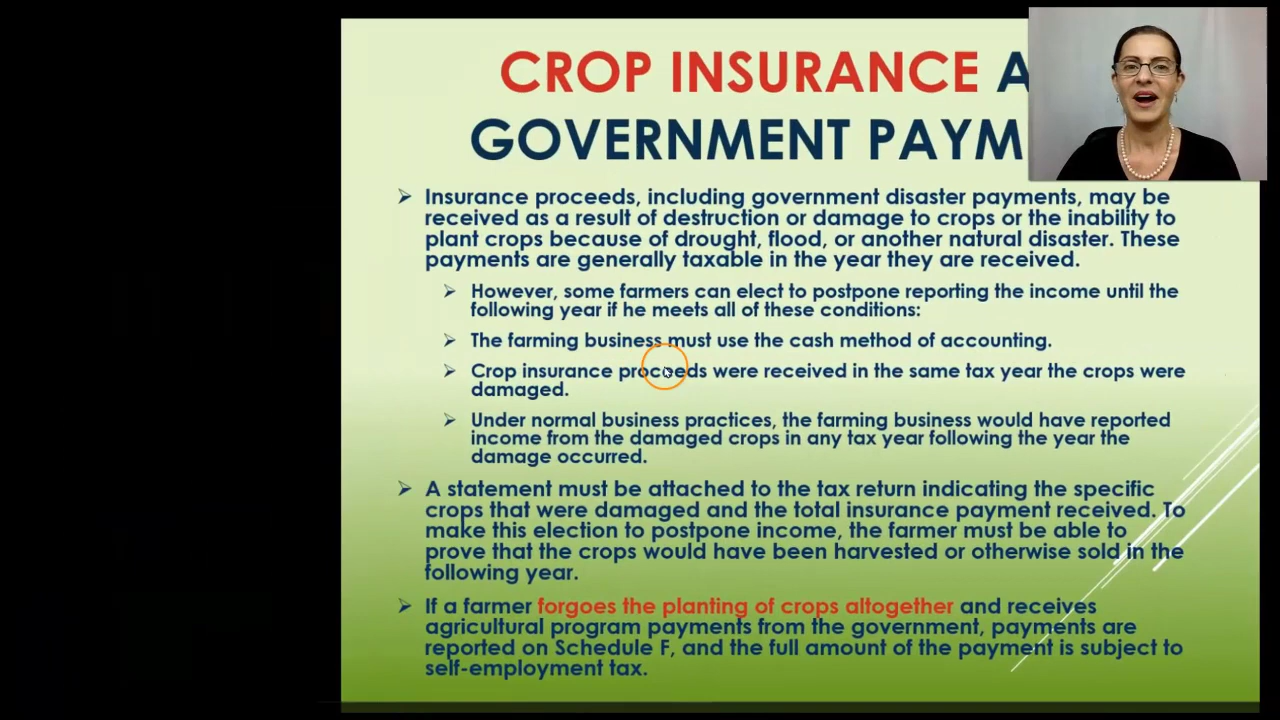 CROP INSURANCE
GOVERNMENT
Insurance proceeds, including government disaster payments, may be
received as a result of destruction or damage to crops or the inability to
plant crops because of drought, flood, or another natural disaster. These
payments are generally taxable in the year they are received.
However, some farmers can elect to postpone reporting the income until the
following year if he meets all of these conditions:
The farming business must use the cash method of accounting.
Crop insurance proceeds were received in the same tax year the crops were
damaged.
Under normal business practices, the farming business would have reported
income from the damaged crops in any tax year following the year the
damage occurred.
A statement must be attached to the tax return indicating the specific
crops that were damaged and the total insurance payment received. To
make this election to postpone income, the farmer must be able to
prove that the crops would have been harvested or otherwise sold in the
following year.
If a farmer forgoes the planting of crops altogether and receives
agricultural program payments from the government, payments are
reported on Schedule F, and the full amount of the payment is subject to
self-employment tax.